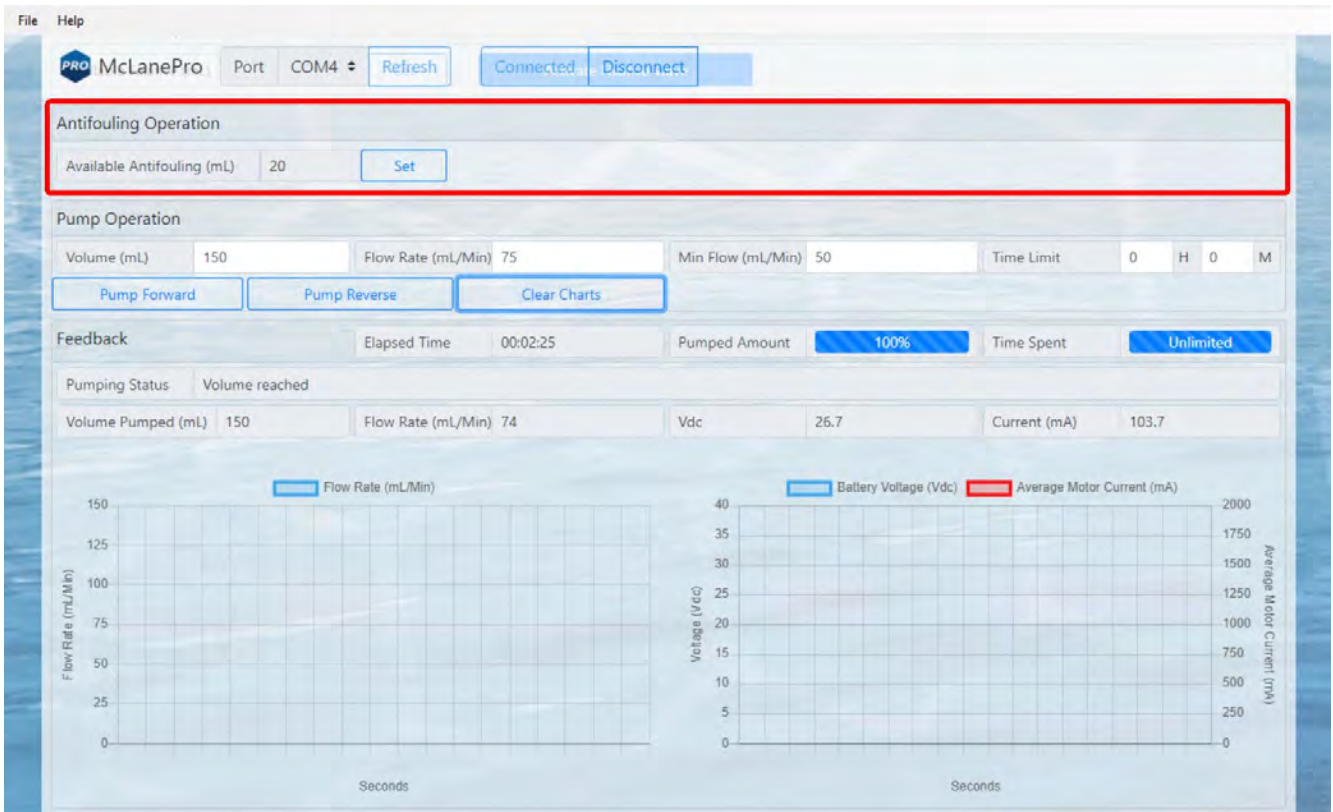 File Help
PRO McLanePro Port COM4 Refresh Connected Disconnect
Antifouling Operation
Available Antifouling (mL) 20 Set
Pump Operation
Volume (mL) 150 Flow Rate (mL/Min) 75 Min Flow (mL/Min) 50 Time Limit 0 H 0 M
Pump Forward Pump Reverse Clear Charts
Feedback Elapsed Time 00:02:25 Pumped Amount 100% Time Spent Unlimited
Pumping Status Volume reached
Volume Pumped (mL) 150 Flow Rate (mL/Min) 74 Vdc 26.7 Current (mA) 103.7
Flow Rate (mL/Min)
150
125
100
75
50
25
0
Flow Rate (mL/Min)
Seconds
Battery Voltage (Vdc) Average Motor Current (mA)
40 2000
35 1750
30 1500
25 1250
20 1000
15 750
10 500
5 250
0 0
Voltage (Vdc)
Average Motor Current (mA)
Seconds